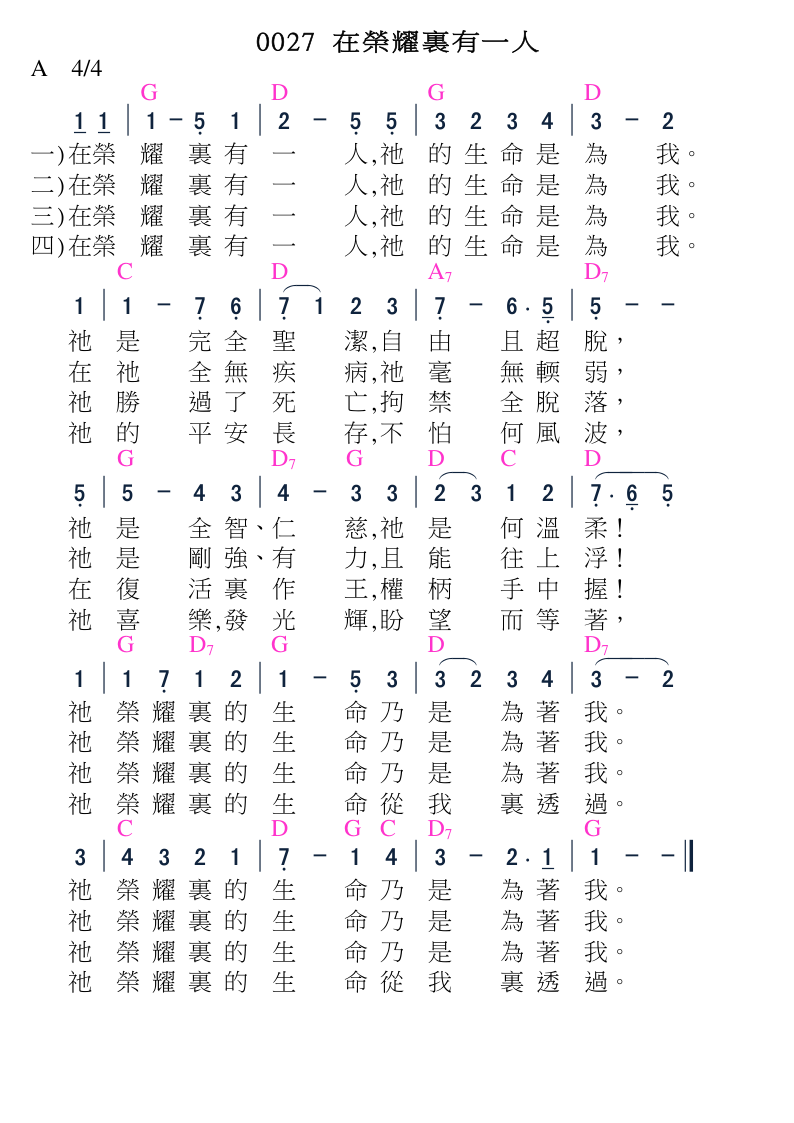 0027 在榮耀裏有一人
A 4/4
G D G D
1 1 | 1 - 5 1 | 2 - 5 5 | 3 2 3 4 | 3 - 2
一)在榮 耀 裏 有 一 人,祂 的 生 命 是 為 我。
二)在榮 耀 裏 有 一 人,祂 的 生 命 是 為 我。
三)在榮 耀 裏 有 一 人,祂 的 生 命 是 為 我。
四)在榮 耀 裏 有 一 人,祂 的 生 命 是 為 我。
C D A7 D7
1 | 1 - 7 6 | 7 1 2 3 | 7 - 6 . 5 | 5 - -
祂 是 完 全 聖 潔,自 由 且 超 脫,
在 祂 全 無 疾 病,祂 毫 無 輭 弱,
祂 勝 過 了 死 亡,拘 禁 全 脫 落,
祂 的 平 安 長 存,不 怕 何 風 波,
G D7 G D C D
5 | 5 - 4 3 | 4 - 3 3 | 2 3 1 2 | 7 . 6 5
祂 是 全 智、仁 慈,祂 是 何 溫 柔!
祂 是 剛 強、有 力,且 能 往 上 浮!
在 復 活 裏 作 王,權 柄 手 中 握!
祂 喜 樂,發 光 輝,盼 望 而 等 著,
G D7 G D D7
1 | 1 7 1 2 | 1 - 5 3 | 3 2 3 4 | 3 - 2
祂 榮 耀 裏 的 生 命 乃 是 為 著 我。
祂 榮 耀 裏 的 生 命 乃 是 為 著 我。
祂 榮 耀 裏 的 生 命 乃 是 為 著 我。
祂 榮 耀 裏 的 生 命 從 我 裏 透 過。
C D G C D7 G
3 | 4 3 2 1 | 7 - 1 4 | 3 - 2 . 1 | 1 - - ‖
祂 榮 耀 裏 的 生 命 乃 是 為 著 我。
祂 榮 耀 裏 的 生 命 乃 是 為 著 我。
祂 榮 耀 裏 的 生 命 乃 是 為 著 我。
祂 榮 耀 裏 的 生 命 從 我 裏 透 過。